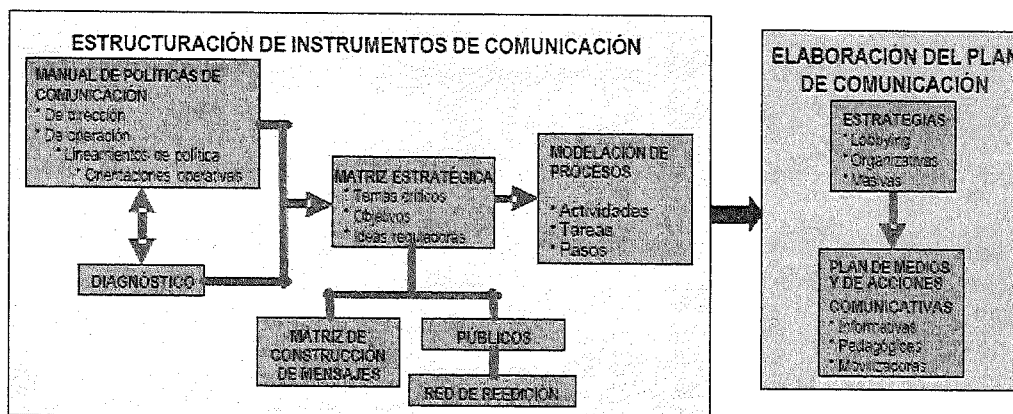 ESTRUCTURACIÓN DE INSTRUMENTOS DE COMUNICACIÓN
MANUAL DE POLÍTICAS DE
COMUNICACIÓN
* De dirección
* De operación
* Lineamientos de política
* Orientaciones operativas
DIAGNÓSTICO
MATRIZ ESTRATÉGICA
* Temas críticos
* Objetivos
* Ideas reguladoras
MATRIZ DE
CONSTRUCCIÓN
DE MENSAJES
PÚBLICOS
RED DE REEDICIÓN
MODELACIÓN DE
PROCESOS
* Actividades
* Tareas
* Pasos
ELABORACIÓN DEL PLAN
DE COMUNICACIÓN
ESTRATEGIAS
* Lobbying
* Organizativas
* Masivas
PLAN DE MEDIOS
Y DE ACCIONES
COMUNICATIVAS
* Informativas
* Pedagógicas
* Movilizadoras